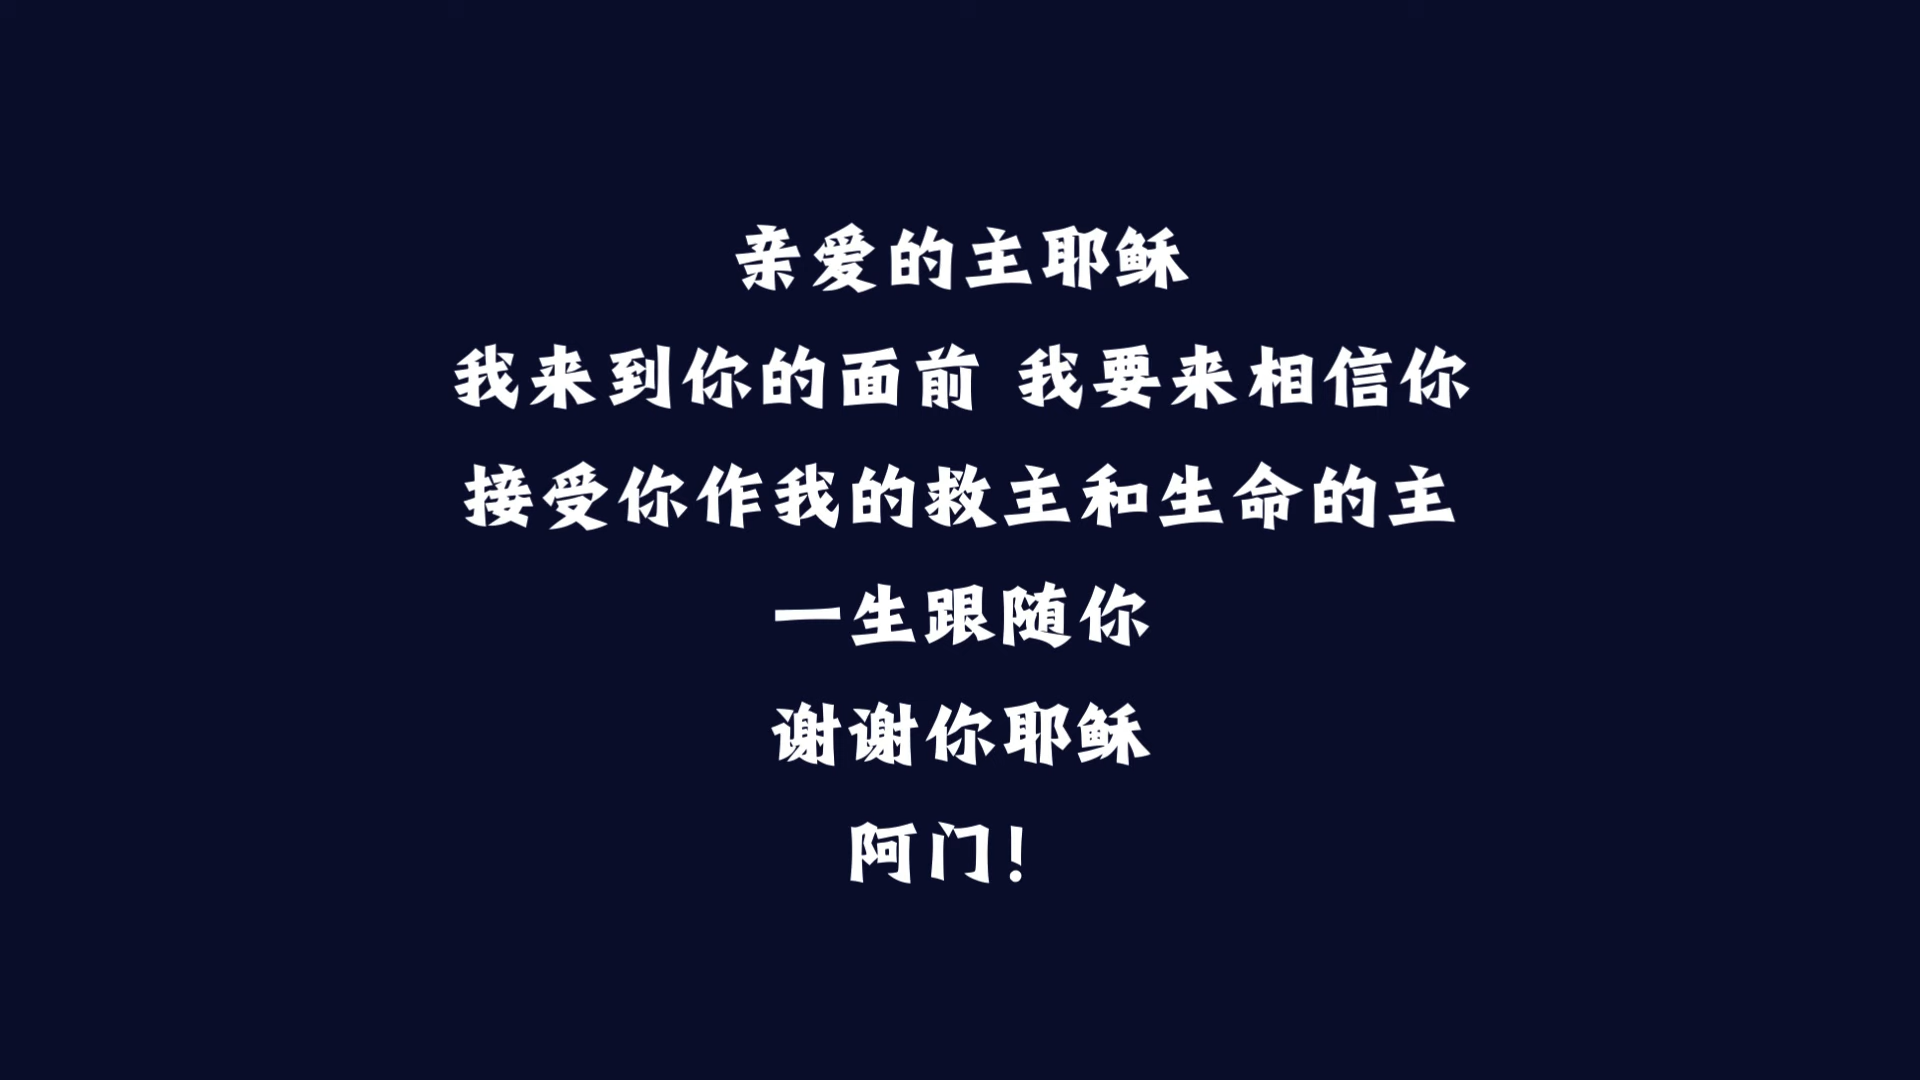 亲爱的主耶稣
我来到你的面前 我要来相信你
接受你作我的救主和生命的主
一生跟随你
谢谢你耶稣
阿门！